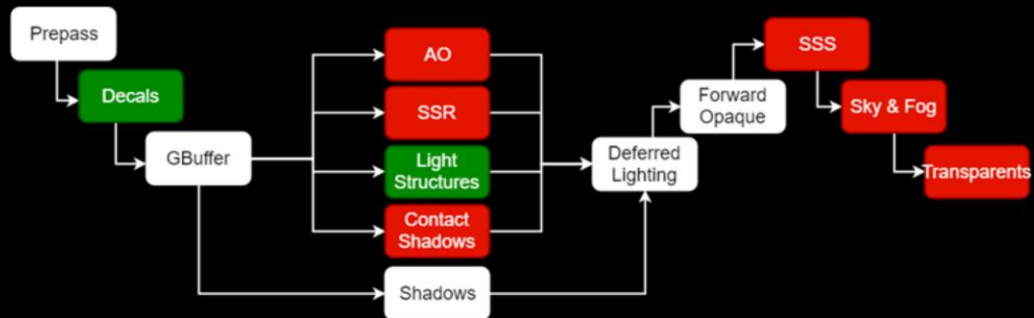 Prepass
Decals
GBuffer
AO
SSR
Light
Structures
Contact
Shadows
Shadows
Deferred
Lighting
Forward
Opaque
SSS
Sky & Fog
Transparents